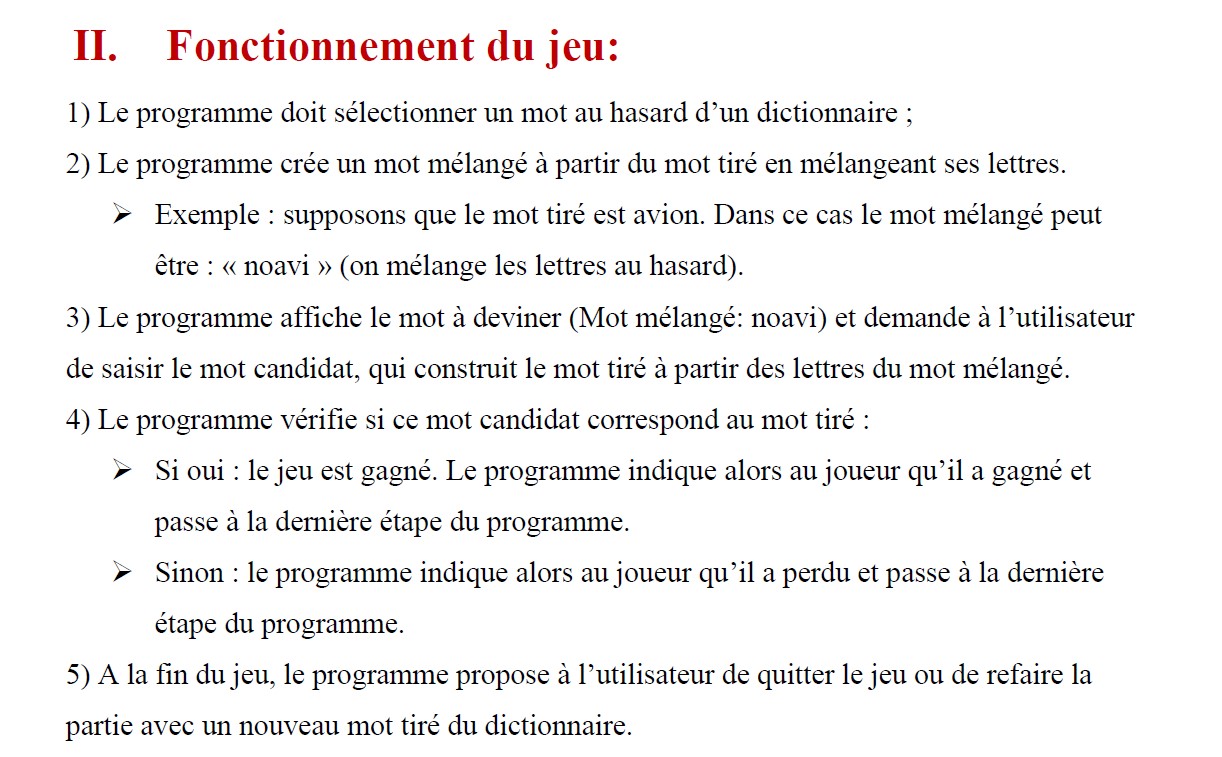 II. Fonctionnement du jeu:
1) Le programme doit sélectionner un mot au hasard d’un dictionnaire ;
2) Le programme crée un mot mélangé à partir du mot tiré en mélangeant ses lettres.
➢ Exemple : supposons que le mot tiré est avion. Dans ce cas le mot mélangé peut
être : « noavi » (on mélange les lettres au hasard).
3) Le programme affiche le mot à deviner (Mot mélangé: noavi) et demande à l’utilisateur
de saisir le mot candidat, qui construit le mot tiré à partir des lettres du mot mélangé.
4) Le programme vérifie si ce mot candidat correspond au mot tiré :
➢ Si oui : le jeu est gagné. Le programme indique alors au joueur qu’il a gagné et
passe à la dernière étape du programme.
➢ Sinon : le programme indique alors au joueur qu’il a perdu et passe à la dernière
étape du programme.
5) A la fin du jeu, le programme propose à l’utilisateur de quitter le jeu ou de refaire la
partie avec un nouveau mot tiré du dictionnaire.